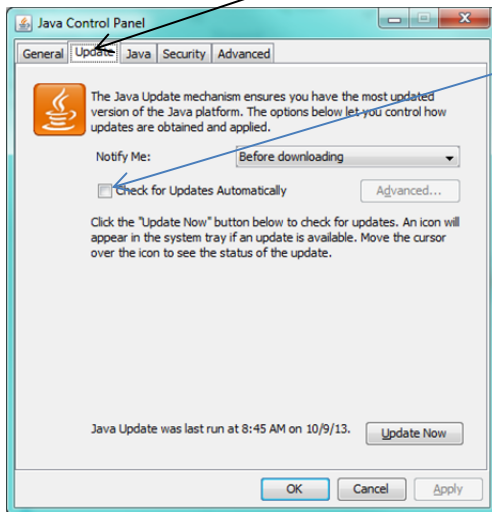 Java Control Panel
General Update Java Security Advanced
The Java Update mechanism ensures you have the most updated
version of the Java platform. The options below let you control how
updates are obtained and applied.
Notify Me: Before downloading
Check for Updates Automatically Advanced...
Click the "Update Now" button below to check for updates. An icon will
appear in the system tray if an update is available. Move the cursor
over the icon to see the status of the update.
Java Update was last run at 8:45 AM on 10/9/13. Update Now
OK Cancel Apply